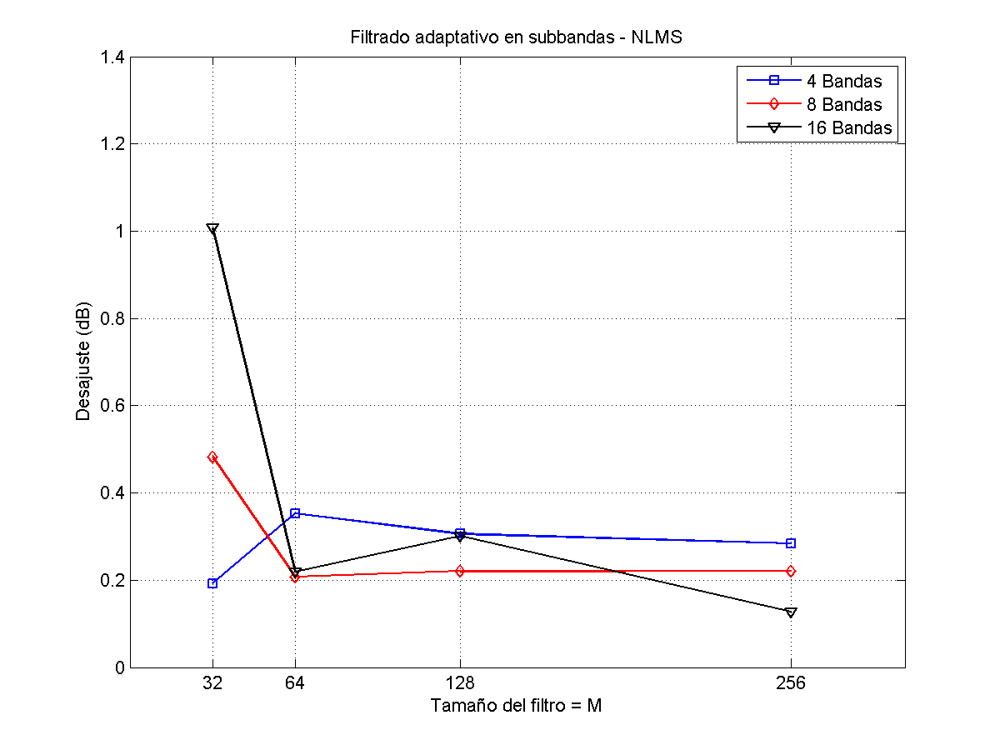 Filtrado adaptativo en subbandas - NLMS
4 Bandas
8 Bandas
16 Bandas
1.4
1.2
1
0.8
0.6
0.4
0.2
0
Desajuste (dB)
32 64 128 256
Tamaño del filtro = M